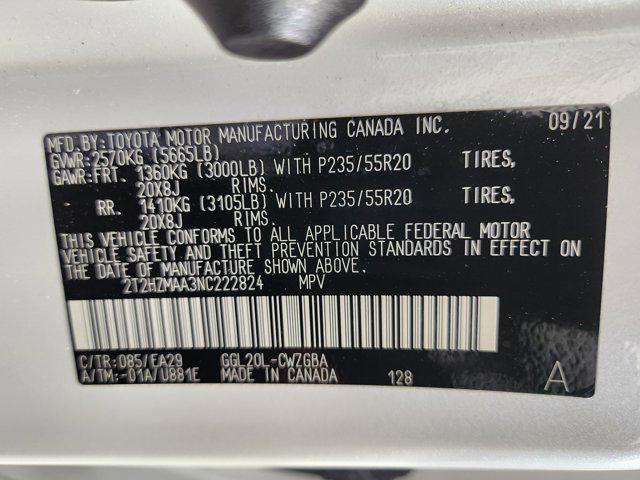 MFD.BY:TOYOTA MOTOR MANUFACTURING CANADA INC. 09/21
GVWR:2570KG (5665LB)
GAWR:FRT. 1360KG (3000LB) WITH P235/55R20 TIRES,
20X8J RIMS.
RR. 1410KG (3105LB) WITH P235/55R20 TIRES,
20X8J RIMS.
THIS VEHICLE CONFORMS TO ALL APPLICABLE FEDERAL MOTOR
VEHICLE SAFETY AND THEFT PREVENTION STANDARDS IN EFFECT ON
THE DATE OF MANUFACTURE SHOWN ABOVE.
2T2HZMAA3NC222824 MPV
C/TR:085/EA29 GGL20L-CWZGBA
A/TM:-01A/U881E MADE IN CANADA 128 A